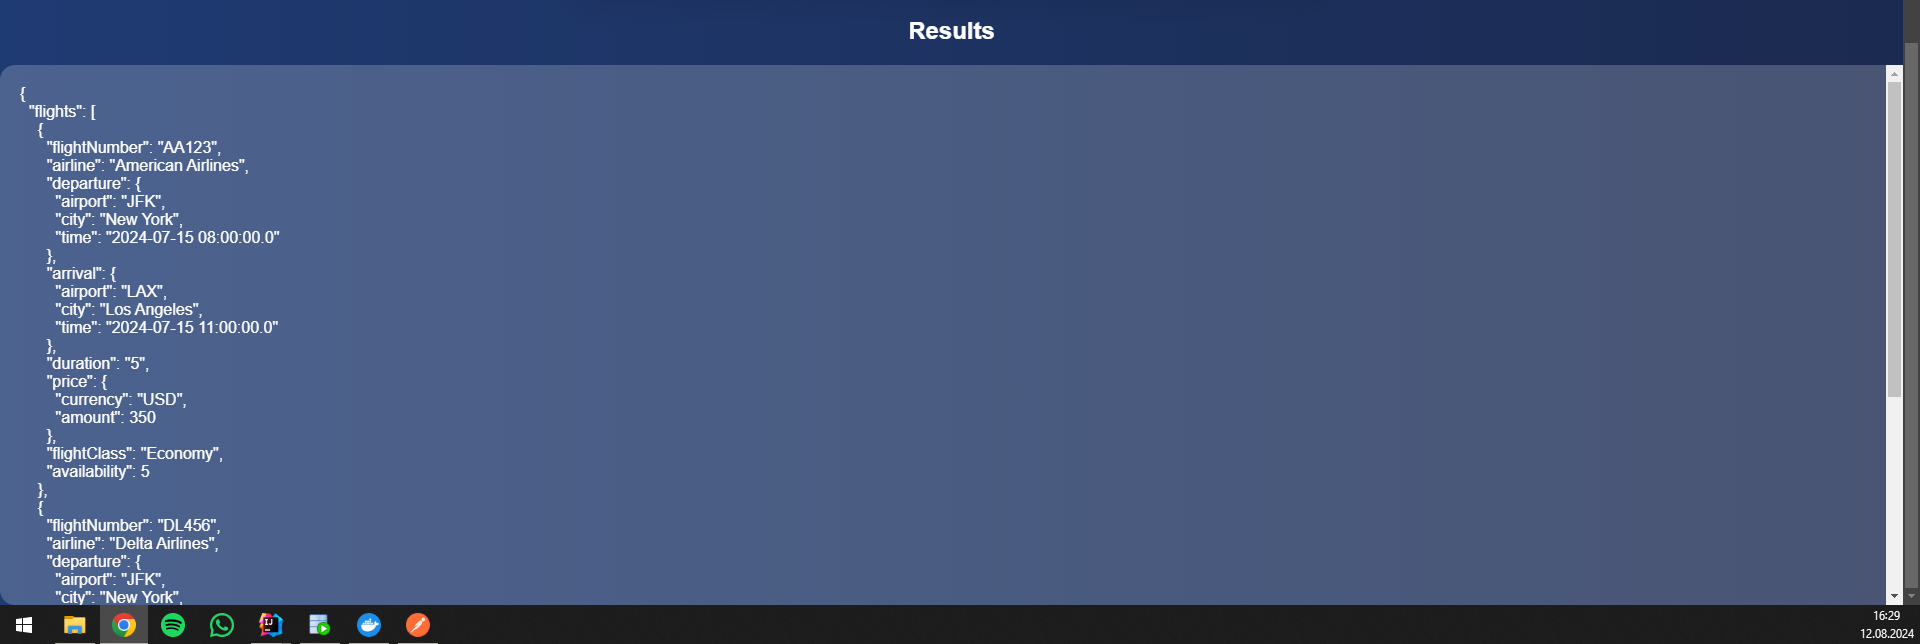 Results
{
"flights": [
{
"flightNumber": "AA123",
"airline": "American Airlines",
"departure": {
"airport": "JFK",
"city": "New York",
"time": "2024-07-15 08:00:00.0"
},
"arrival": {
"airport": "LAX",
"city": "Los Angeles",
"time": "2024-07-15 11:00:00.0"
},
"duration": "5",
"price": {
"currency": "USD",
"amount": 350
},
"flightClass": "Economy",
"availability": 5
},
{
"flightNumber": "DL456",
"airline": "Delta Airlines",
"departure": {
"airport": "JFK",
"city": "New York",
IJ
16:29
12.08.2024